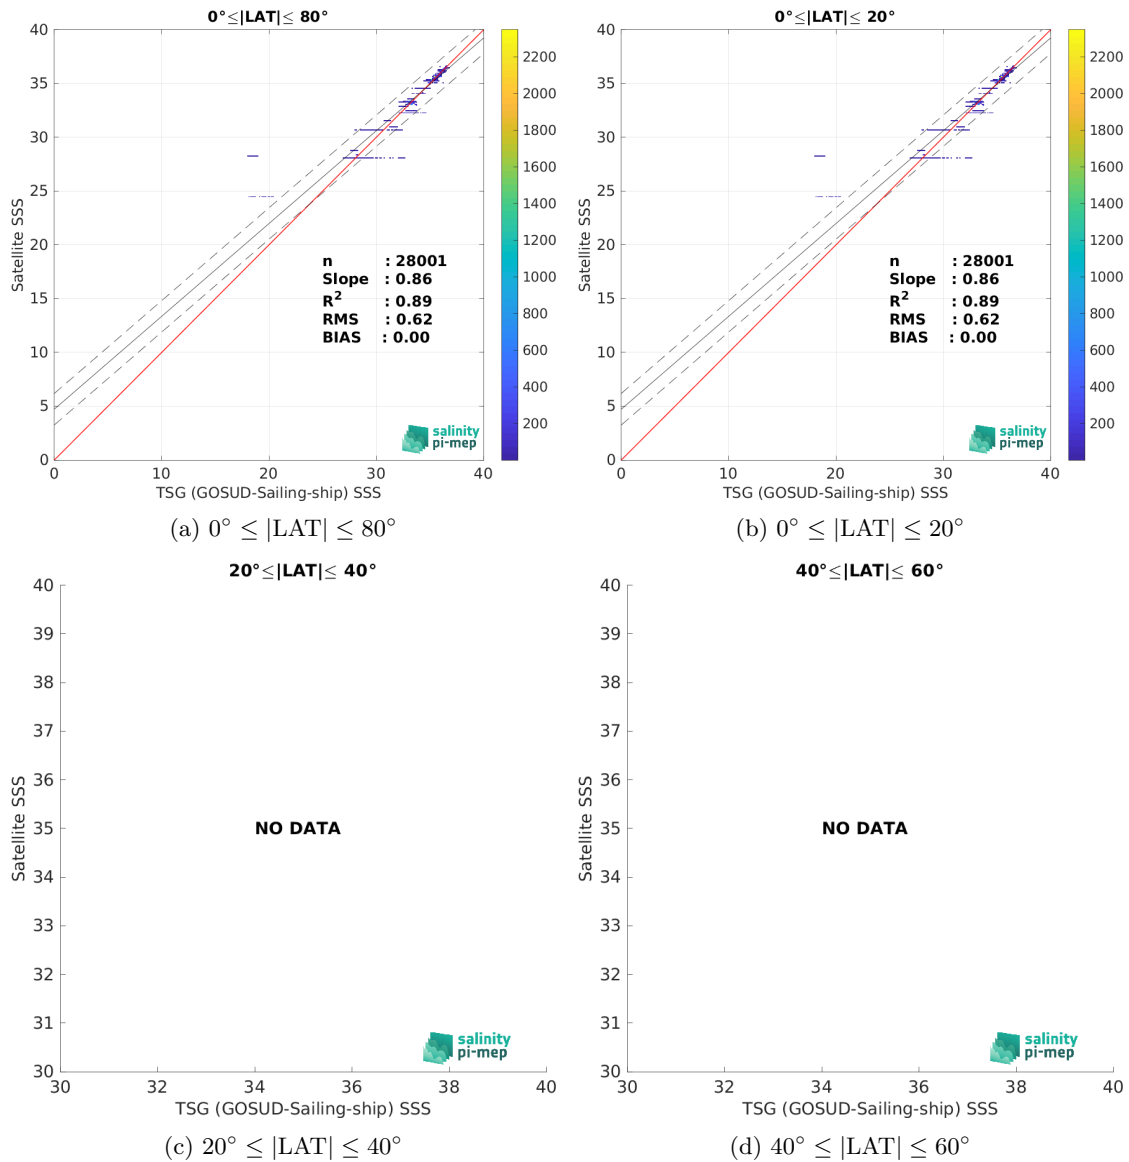 0°≤|LAT|≤ 80°
40
35
30
25
20
15
10
5
0
0
10
20
30
40
Satellite SSS
TSG (GOSUD-Sailing-ship) SSS
n : 28001
Slope : 0.86
R² : 0.89
RMS : 0.62
BIAS : 0.00
salinity
pi-mep
2200
2000
1800
1600
1400
1200
1000
800
600
400
200
(a) 0° ≤ |LAT| ≤ 80°
0°≤|LAT|≤ 20°
40
35
30
25
20
15
10
5
0
0
10
20
30
40
Satellite SSS
TSG (GOSUD-Sailing-ship) SSS
n : 28001
Slope : 0.86
R² : 0.89
RMS : 0.62
BIAS : 0.00
salinity
pi-mep
2200
2000
1800
1600
1400
1200
1000
800
600
400
200
(b) 0° ≤ |LAT| ≤ 20°
20°≤|LAT|≤ 40°
40
39
38
37
36
35
34
33
32
31
30
30
32
34
36
38
40
Satellite SSS
TSG (GOSUD-Sailing-ship) SSS
NO DATA
salinity
pi-mep
(c) 20° ≤ |LAT| ≤ 40°
40°≤|LAT|≤ 60°
40
39
38
37
36
35
34
33
32
31
30
30
32
34
36
38
40
Satellite SSS
TSG (GOSUD-Sailing-ship) SSS
NO DATA
salinity
pi-mep
(d) 40° ≤ |LAT| ≤ 60°